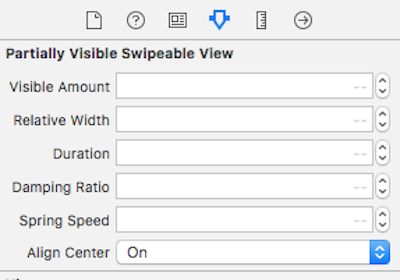 Partially Visible Swipeable View
Visible Amount --
Relative Width --
Duration --
Damping Ratio --
Spring Speed --
Align Center On